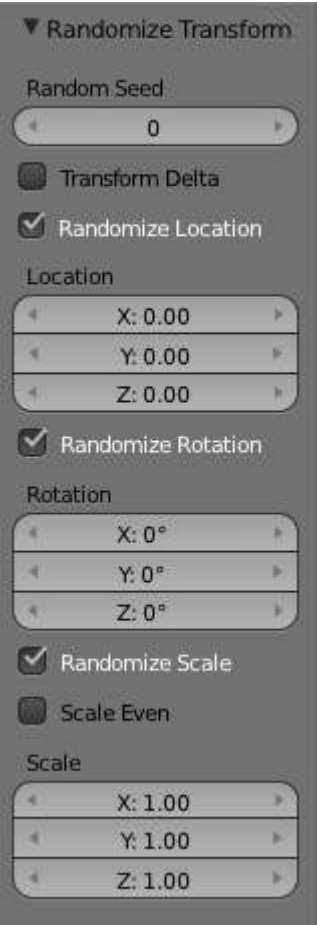 Randomize Transform
Random Seed
0
Transform Delta
Randomize Location
Location
X: 0.00
Y: 0.00
Z: 0.00
Randomize Rotation
Rotation
X: 0°
Y: 0°
Z: 0°
Randomize Scale
Scale Even
Scale
X: 1.00
Y: 1.00
Z: 1.00